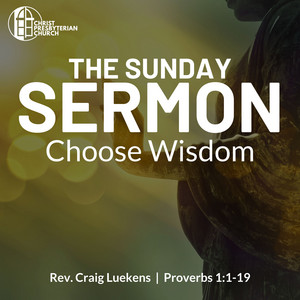 CHRIST
PRESBYTERIAN
CHURCH
THE SUNDAY
SERMON
Choose Wisdom
Rev. Craig Luekens | Proverbs 1:1-19